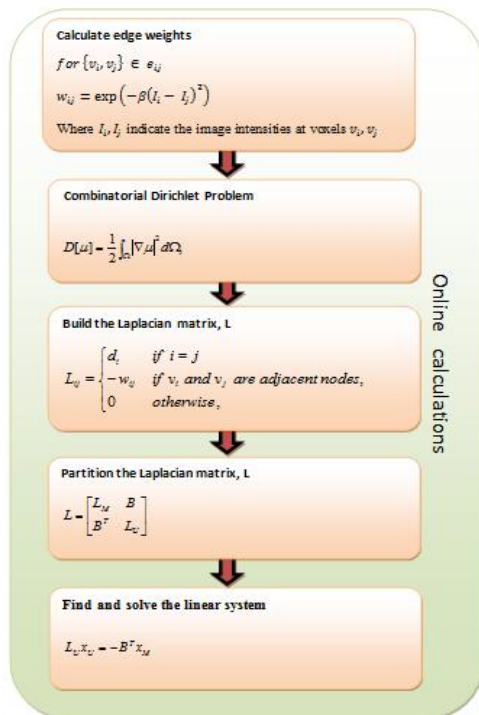 Calculate edge weights
for {v_i, v_j} ∈ e_ij
w_ij = exp(−β(I_i − I_j)^2)
Where I_i, I_j indicate the image intensities at voxels v_i, v_j
Combinatorial Dirichlet Problem
D[μ] = 1/2 ∫_Ω |∇μ|^2 dΩ,
Build the Laplacian matrix, L
L_ij = { d_i if i = j
−w_ij if v_i and v_j are adjacent nodes,
0 otherwise,
Partition the Laplacian matrix, L
L = [ L_M B
B^T L_U ]
Find and solve the linear system
L_U x_U = −B^T x_M
Online calculations